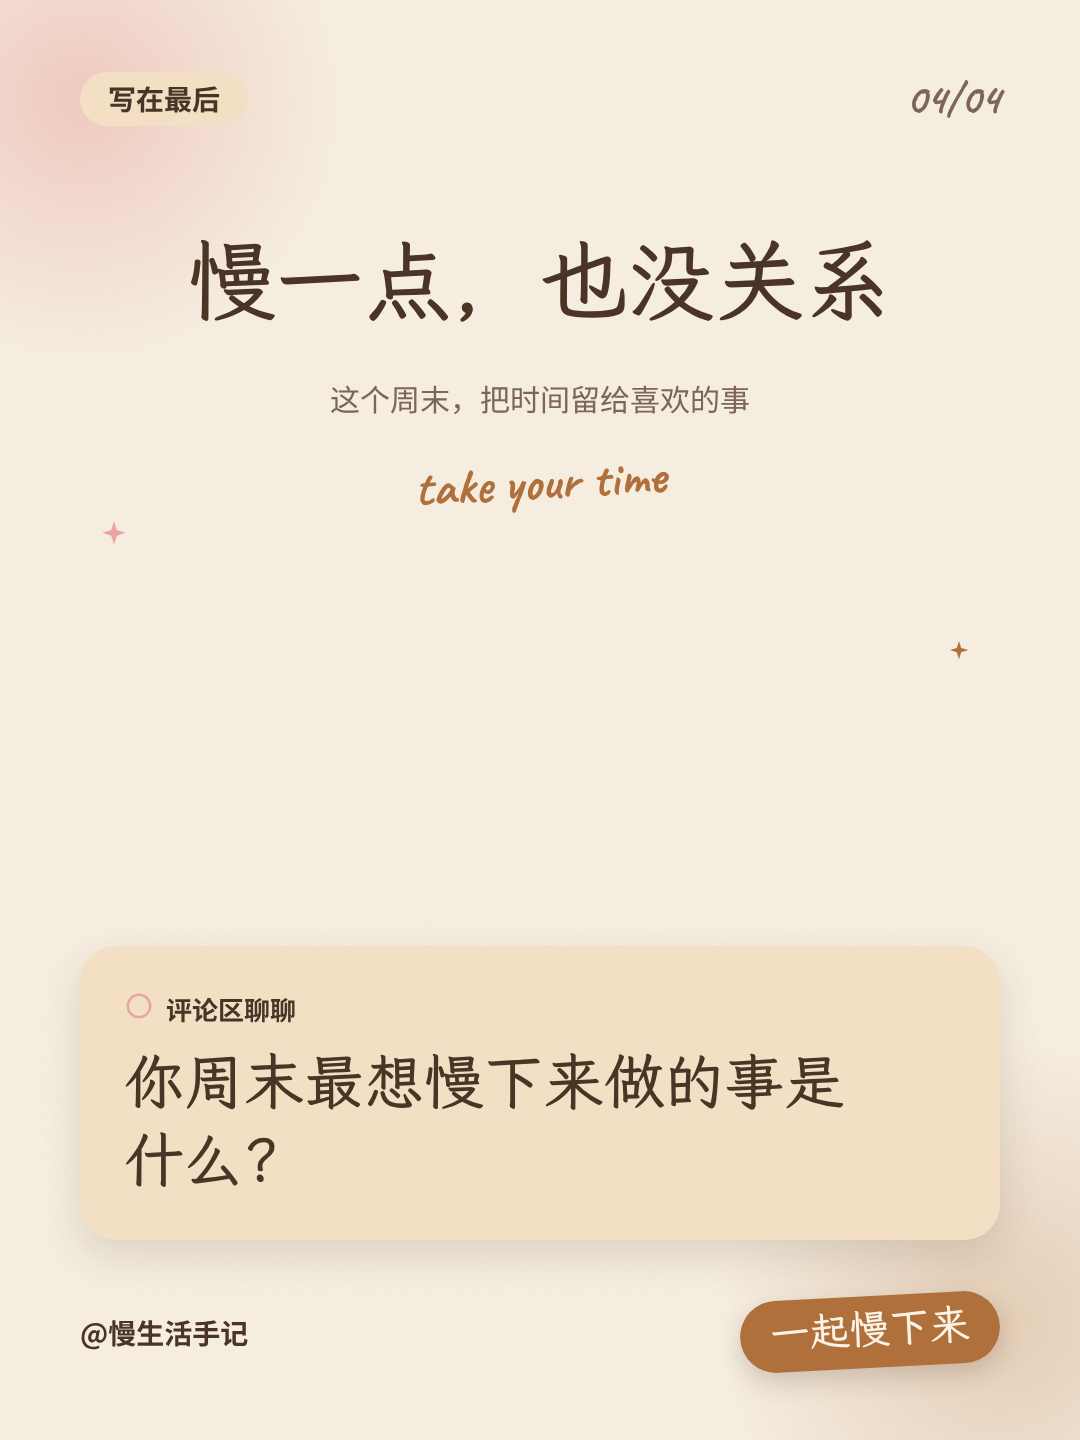 写在最后
04/04
慢一点，也没关系
这个周末，把时间留给喜欢的事
take your time
评论区聊聊
你周末最想慢下来做的事是
什么？
@慢生活手记
一起慢下来